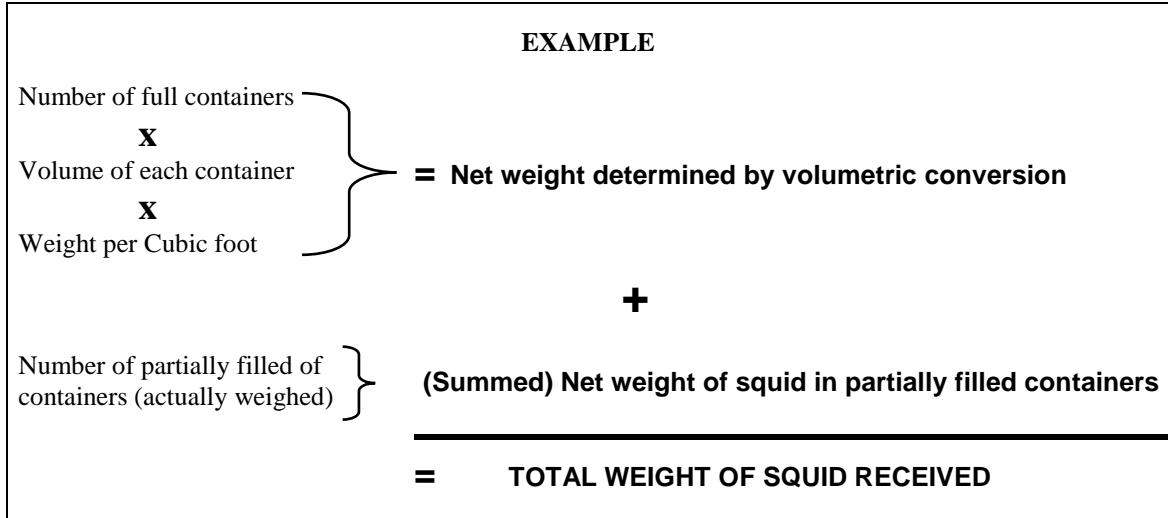 EXAMPLE
Number of full containers
x
Volume of each container
= Net weight determined by volumetric conversion
x
Weight per Cubic foot
+
Number of partially filled of
containers (actually weighed)
(Summed) Net weight of squid in partially filled containers
= TOTAL WEIGHT OF SQUID RECEIVED